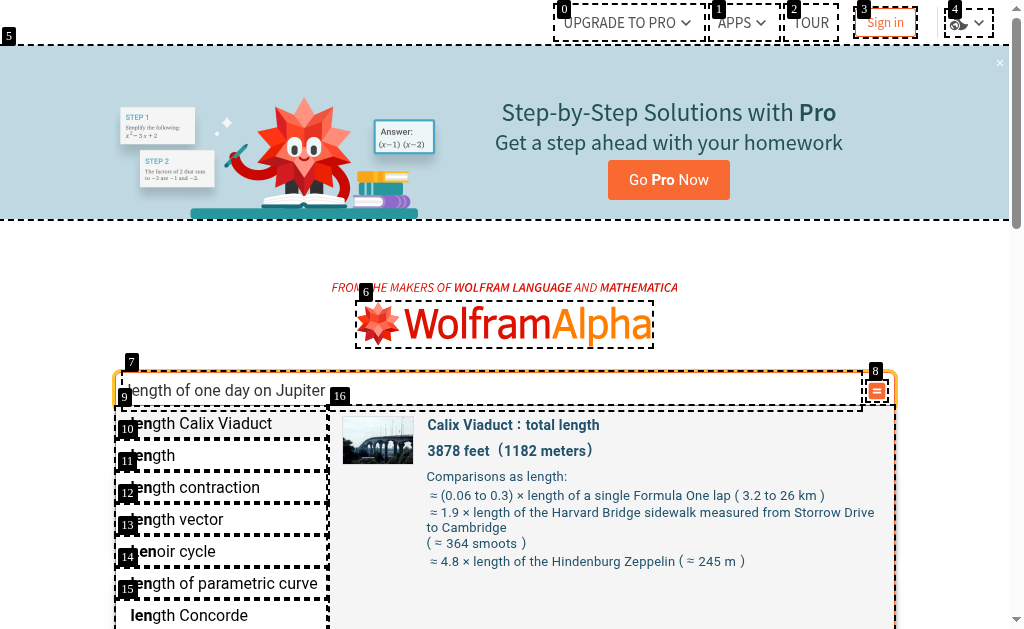 0 1 2 3 4
UPGRADE TO PRO APPS TOUR Sign in
5
×
STEP 1
Simplify the following:
x² − 3 x + 2
STEP 2
The factors of 2 that sum
to −3 are −1 and −2.
Answer:
(x−1) (x−2)
Step-by-Step Solutions with Pro
Get a step ahead with your homework
Go Pro Now
FROM THE MAKERS OF WOLFRAM LANGUAGE AND MATHEMATICA
6
WolframAlpha
7
8
length of one day on Jupiter
=
9
16
length Calix Viaduct
10
length
11
length contraction
12
length vector
13
Lenoir cycle
14
length of parametric curve
15
length Concorde
Calix Viaduct : total length
3878 feet (1182 meters)
Comparisons as length:
≈ (0.06 to 0.3) × length of a single Formula One lap ( 3.2 to 26 km )
≈ 1.9 × length of the Harvard Bridge sidewalk measured from Storrow Drive
to Cambridge
( ≈ 364 smoots )
≈ 4.8 × length of the Hindenburg Zeppelin ( ≈ 245 m )